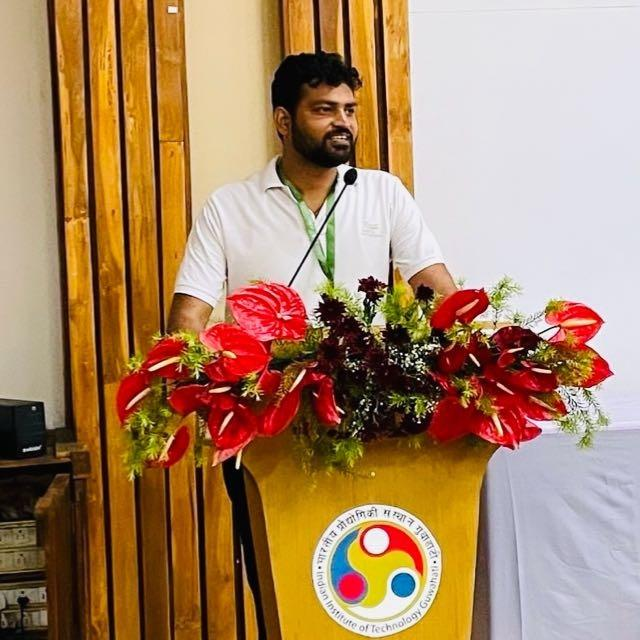 भारतीय प्रौद्योगिकी संस्थान गुवाहाटी
Indian Institute of Technology Guwahati